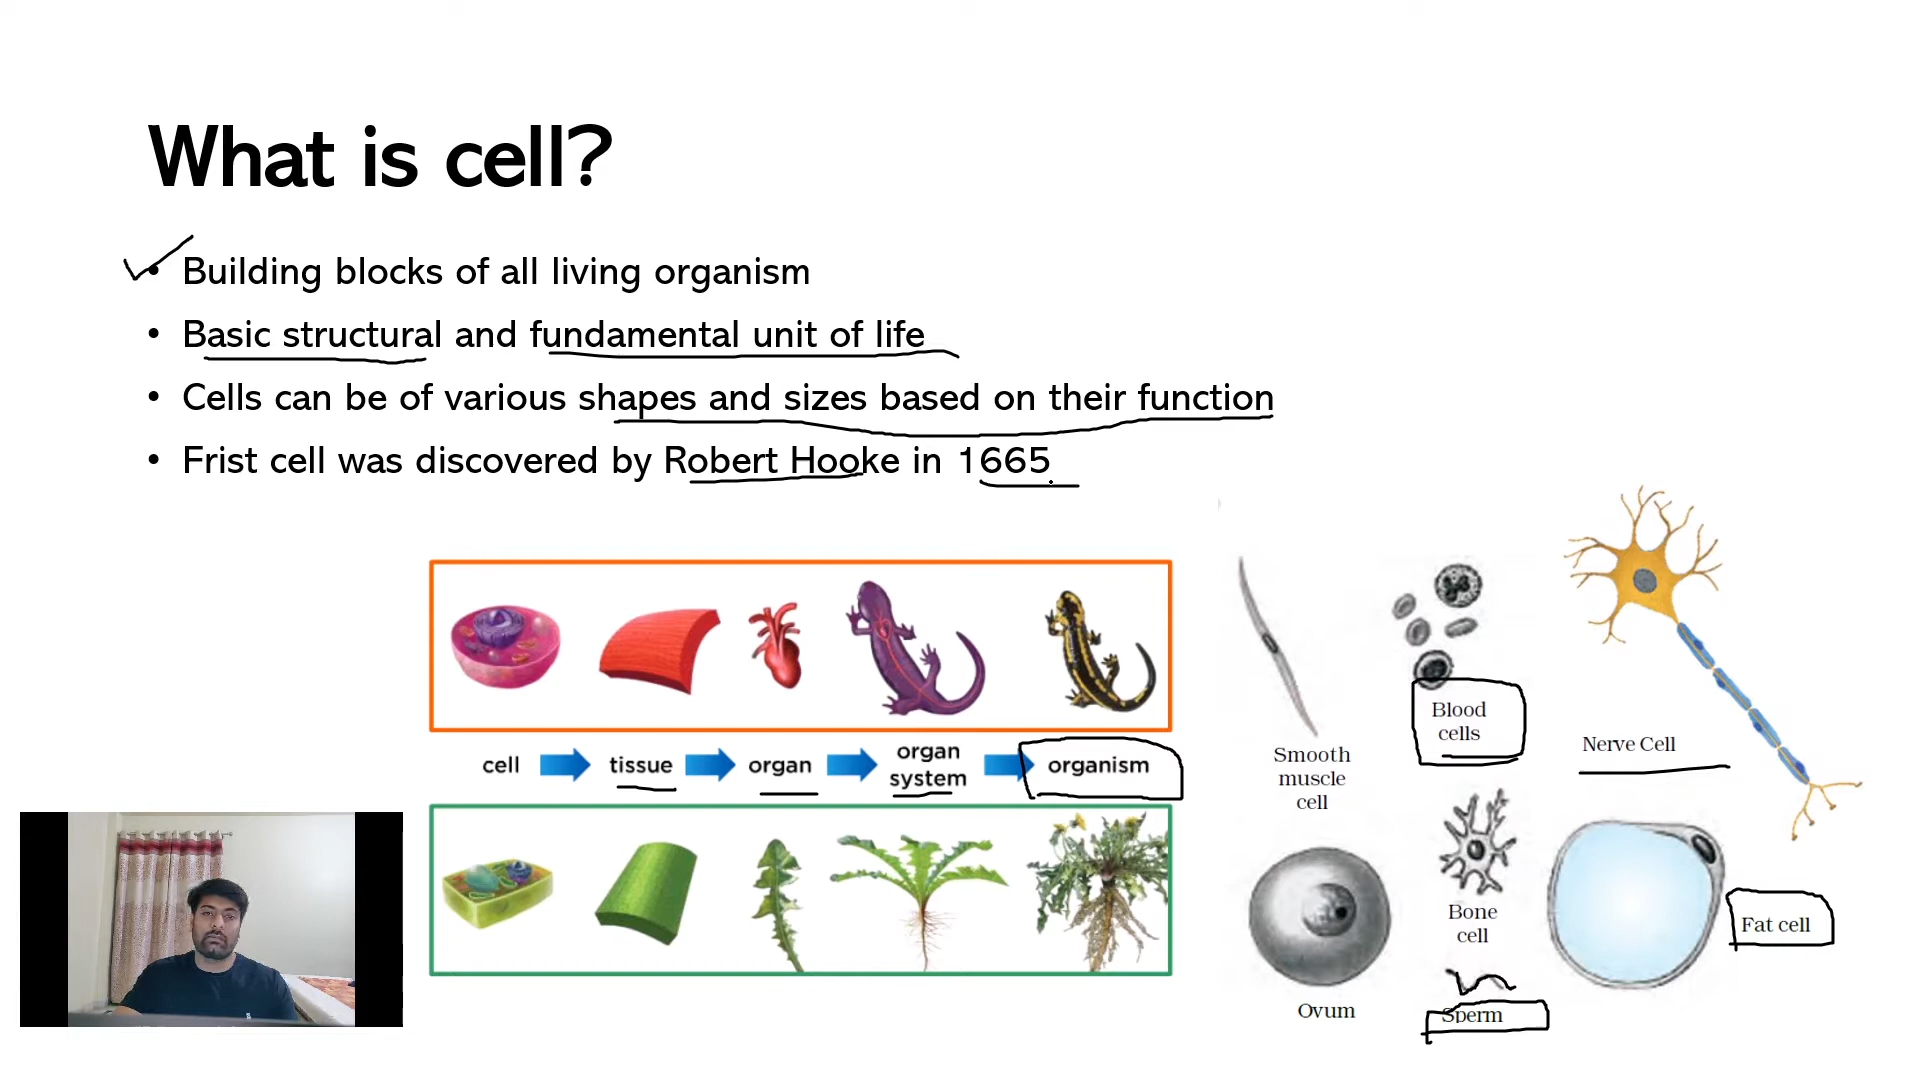 What is cell?
• Building blocks of all living organism
• Basic structural and fundamental unit of life
• Cells can be of various shapes and sizes based on their function
• Frist cell was discovered by Robert Hooke in 1665
cell
tissue
organ
organ
system
organism
Smooth
muscle
cell
Blood
cells
Nerve Cell
Ovum
Bone
cell
Sperm
Fat cell